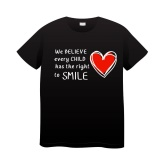 We BELIEVE
every CHILD
has the right
to SMILE